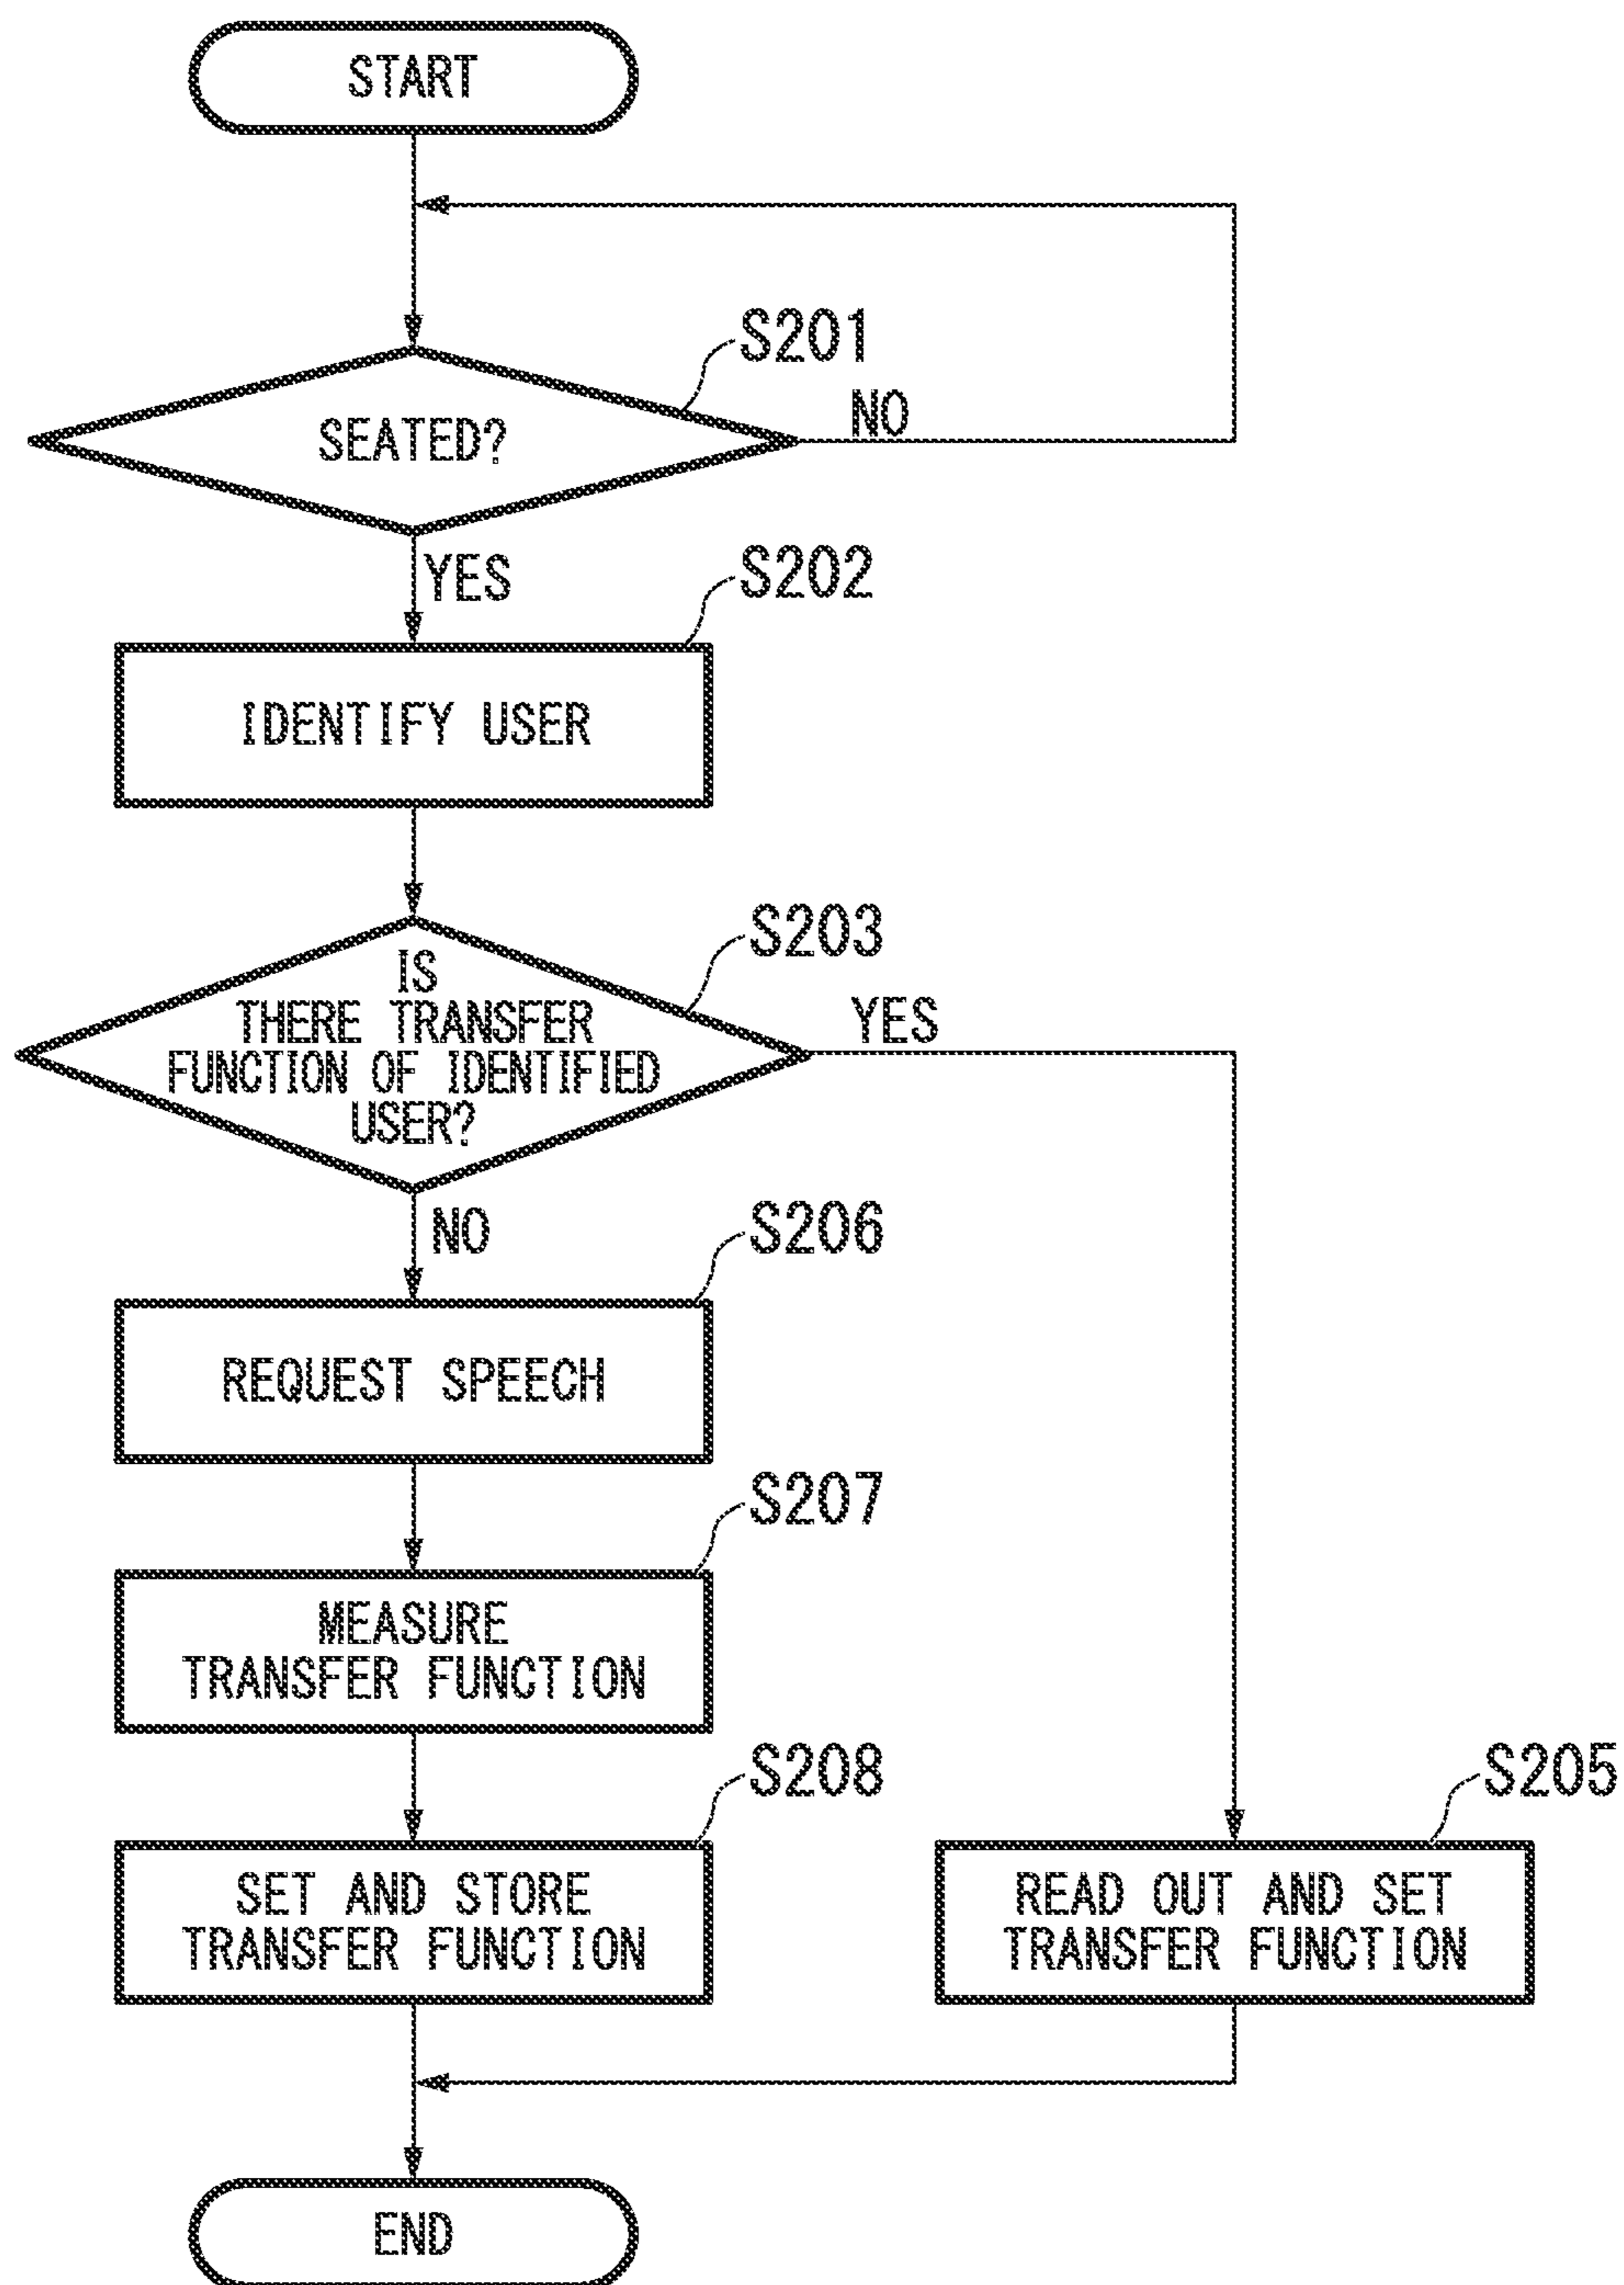 START
S201
SEATED?
NO
YES
S202
IDENTIFY USER
S203
IS
THERE TRANSFER
FUNCTION OF IDENTIFIED
USER?
YES
NO
S206
REQUEST SPEECH
S207
MEASURE
TRANSFER FUNCTION
S208
SET AND STORE
TRANSFER FUNCTION
S205
READ OUT AND SET
TRANSFER FUNCTION
END